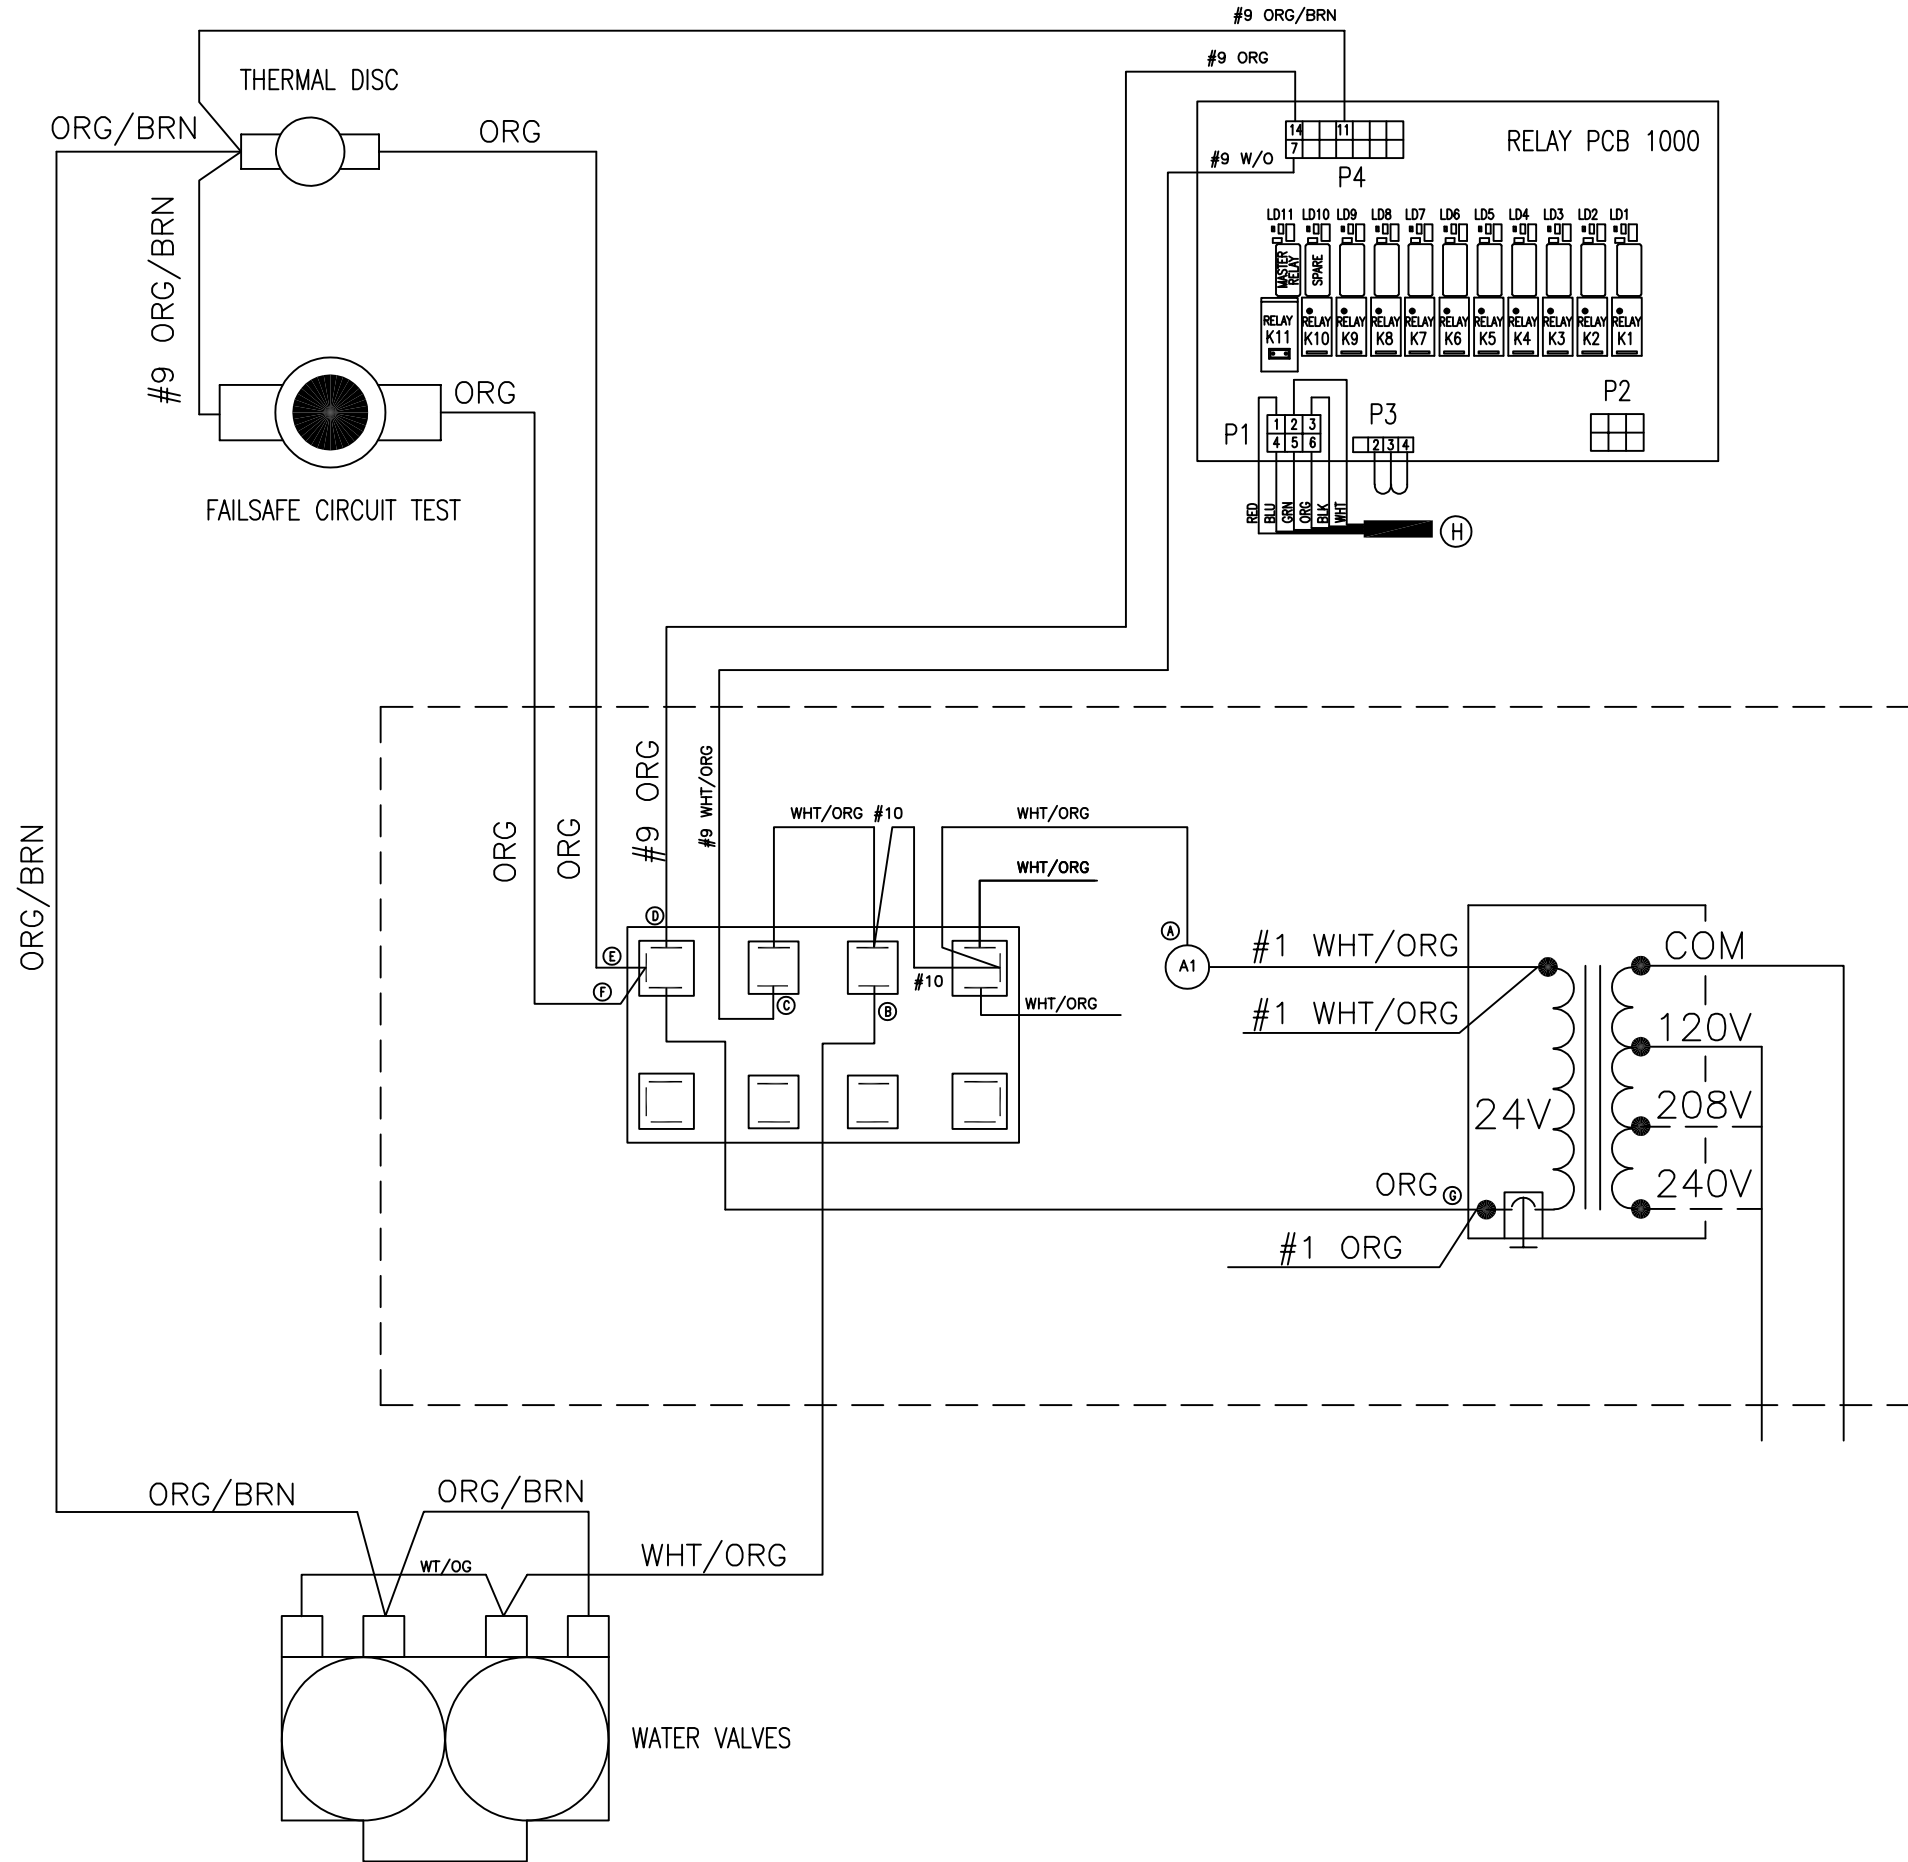 #9 ORG/BRN
#9 ORG
THERMAL DISC
ORG/BRN
ORG
14
11
7
RELAY PCB 1000
#9 W/O
P4
#9 ORG/BRN
LD11 LD10 LD9 LD8 LD7 LD6 LD5 LD4 LD3 LD2 LD1
MASTER
RELAY
SPARE
RELAY RELAY RELAY RELAY RELAY RELAY RELAY RELAY RELAY RELAY RELAY
K11 K10 K9 K8 K7 K6 K5 K4 K3 K2 K1
ORG
P2
P3
P1
1 2 3
4 5 6
2 3 4
FAILSAFE CIRCUIT TEST
RED
BLU
GRN
ORG
BLK
WHT
H
#9 ORG
#9 WHT/ORG
WHT/ORG #10
WHT/ORG
ORG
ORG
WHT/ORG
ORG/BRN
D
A
E
A1
#1 WHT/ORG
COM
#10
F
C
B
WHT/ORG
#1 WHT/ORG
120V
24V
208V
ORG
G
240V
#1 ORG
ORG/BRN
ORG/BRN
WT/OG
WHT/ORG
WATER VALVES